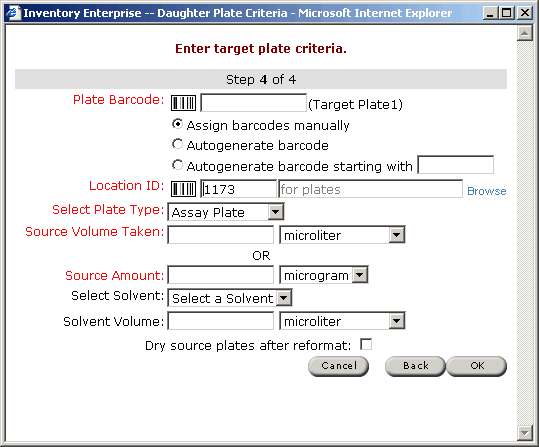 Inventory Enterprise -- Daughter Plate Criteria - Microsoft Internet Explorer
Enter target plate criteria.
Step 4 of 4
Plate Barcode: (Target Plate1)
Assign barcodes manually
Autogenerate barcode
Autogenerate barcode starting with
Location ID: 1173 for plates Browse
Select Plate Type: Assay Plate
Source Volume Taken: microliter
OR
Source Amount: microgram
Select Solvent: Select a Solvent
Solvent Volume: microliter
Dry source plates after reformat:
Cancel Back OK